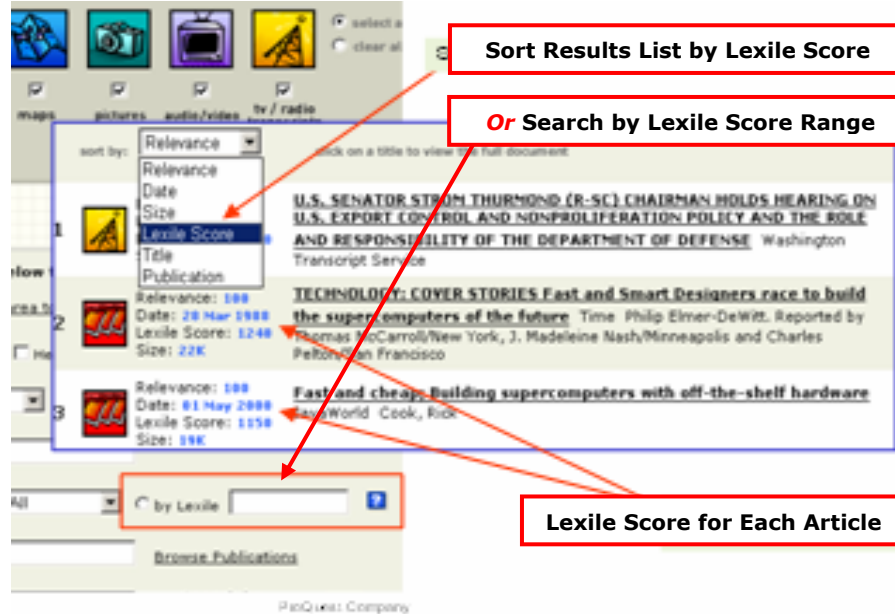 select a
clear al
Sort Results List by Lexile Score
maps pictures audio/video tv / radio
Or Search by Lexile Score Range
sort by: Relevance click on a title to view the full document
Relevance
Date
Size
Lexile Score
Title
Publication
1
U.S. SENATOR STROM THURMOND (R-SC) CHAIRMAN HOLDS HEARING ON
U.S. EXPORT CONTROL AND NONPROLIFERATION POLICY AND THE ROLE
AND RESPONSIBILITY OF THE DEPARTMENT OF DEFENSE Washington
Transcript Service
elow
2
Relevance: 100
Date: 28 Mar 1988
Lexile Score: 1240
Size: 22K
TECHNOLOGY: COVER STORIES Fast and Smart Designers race to build
the supercomputers of the future Time Philip Elmer-DeWitt. Reported by
Thomas McCarroll/New York, J. Madeleine Nash/Minneapolis and Charles
Pelton/San Francisco
3
Relevance: 100
Date: 01 May 2000
Lexile Score: 1150
Size: 19K
Fast and cheap: Building supercomputers with off-the-shelf hardware
JavaWorld Cook, Rick
All by Lexile ?
Lexile Score for Each Article
Browse Publications
ProQuest Company